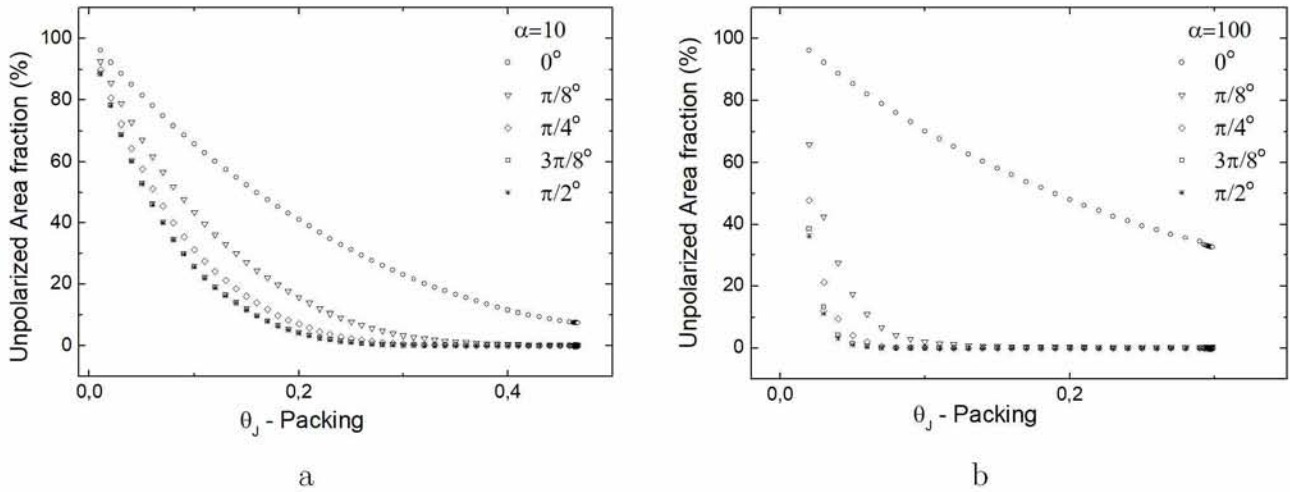 100
80
60
40
20
0
Unpolarized Area fraction (%)
α=10
0°
π/8°
π/4°
3π/8°
π/2°
0,0
0,2
0,4
θJ - Packing
a
100
80
60
40
20
0
Unpolarized Area fraction (%)
α=100
0°
π/8°
π/4°
3π/8°
π/2°
0,0
0,2
θJ - Packing
b